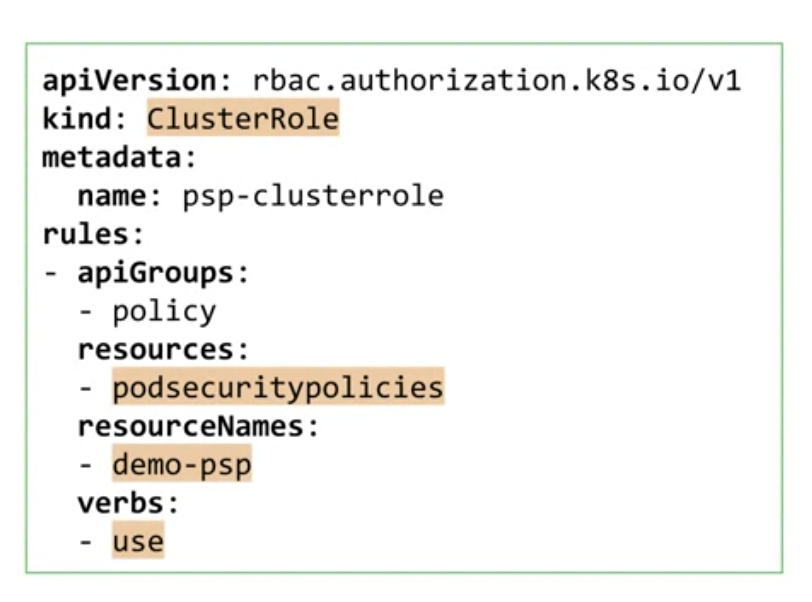 apiVersion: rbac.authorization.k8s.io/v1
kind: ClusterRole
metadata:
  name: psp-clusterrole
rules:
- apiGroups:
  - policy
  resources:
  - podsecuritypolicies
  resourceNames:
  - demo-psp
  verbs:
  - use